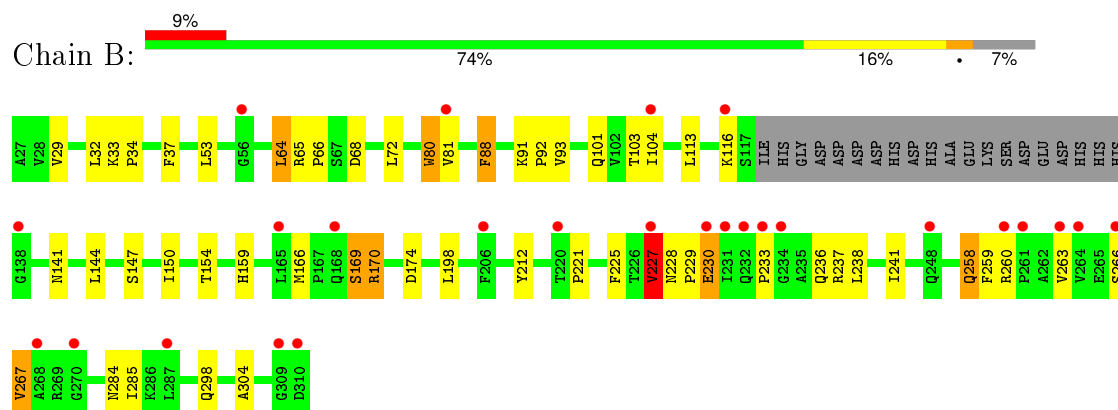 9%
Chain B:
74% 16% • 7%
A27 V28 V29 L32 K33 P34 F37 L53 G56 L64 R65 P66 S67 D68 L72 W80 V81 F88 K91 P92 V93 Q101 V102 T103 I104 L113 K116 S117 ILE HIS GLY ASP ASP ASP ASP HIS ASP HIS ALA GLU LYS SER ASP GLU ASP HIS HIS HIS
G138 N141 L144 S147 I150 T154 H159 L165 M166 P167 Q168 S169 R170 D174 L198 F206 Y212 T220 P221 F225 T226 V227 N228 P229 E230 I231 Q232 P233 G234 A235 Q236 R237 L238 I241 Q248 Q258 F259 R260 P261 A262 V263 V264 E265 S266
V267 A268 R269 G270 N284 I285 K286 L287 Q298 A304 G309 D310